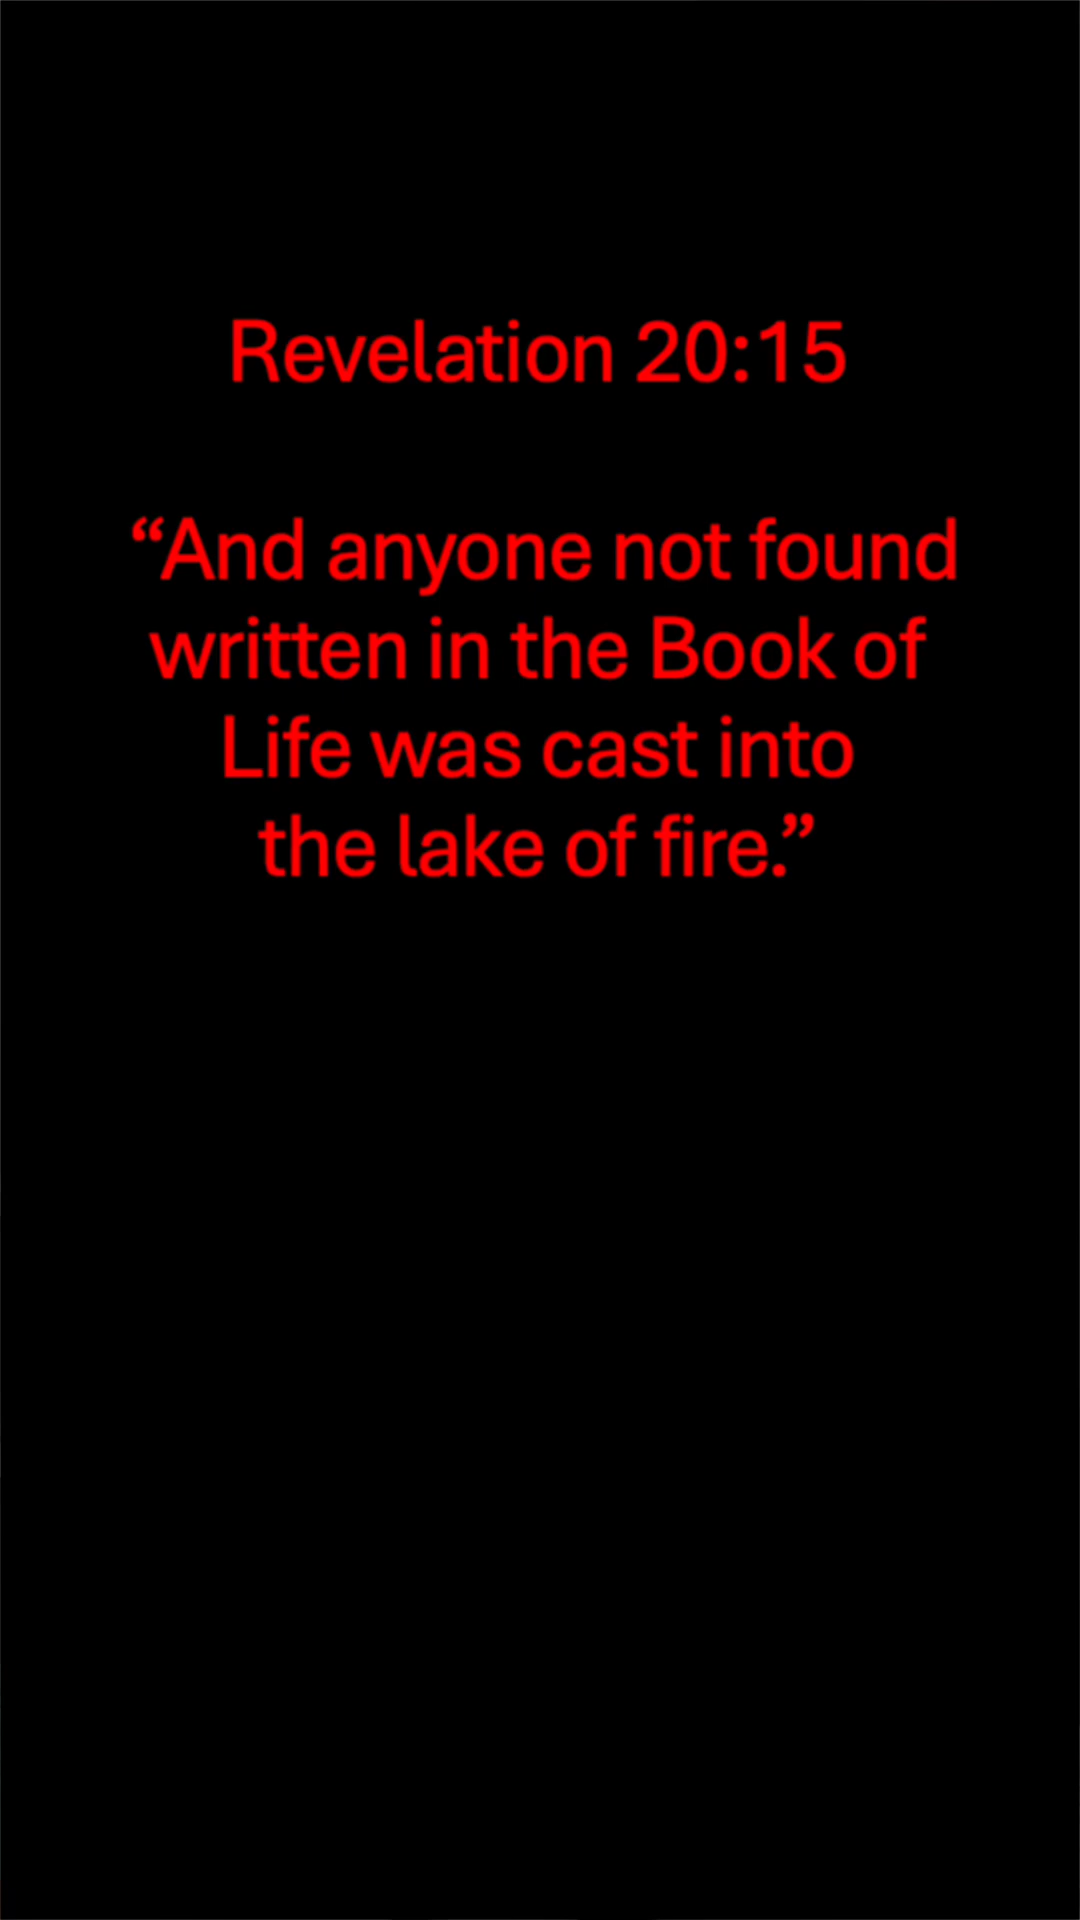 Revelation 20:15
“And anyone not found
written in the Book of
Life was cast into
the lake of fire.”